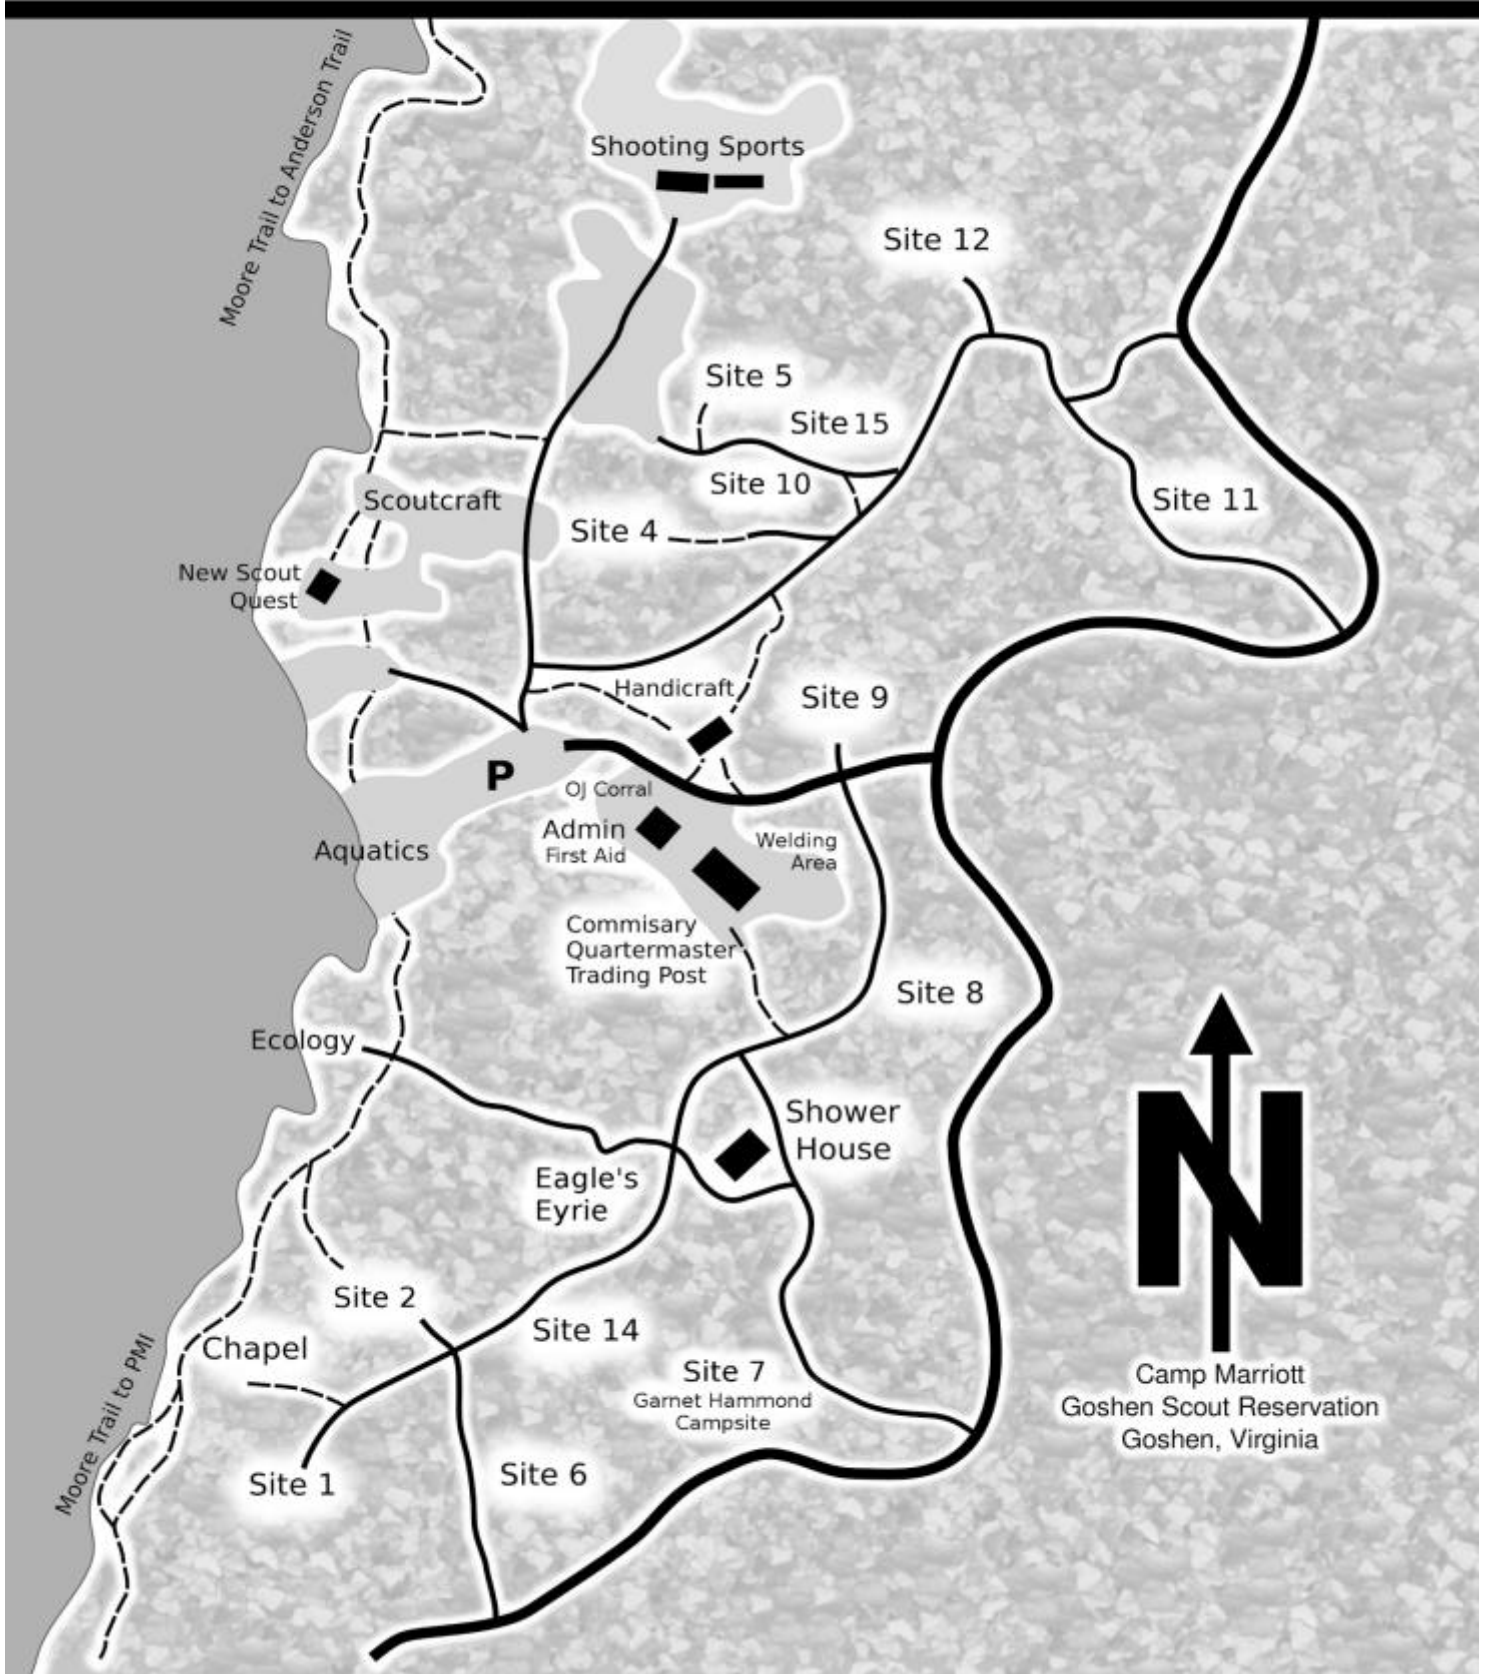 Moore Trail to Anderson Trail
Shooting Sports
Site 12
Site 5
Site 15
Site 10
Site 11
Scoutcraft
Site 4
New Scout
Quest
Handicraft
Site 9
P
OJ Corral
Admin
First Aid
Welding
Area
Aquatics
Commisary
Quartermaster
Trading Post
Site 8
Ecology
Shower
House
Eagle's
Eyrie
N
Site 2
Site 14
Chapel
Site 7
Garnet Hammond
Campsite
Moore Trail to PMI
Site 1
Site 6
Camp Marriott
Goshen Scout Reservation
Goshen, Virginia